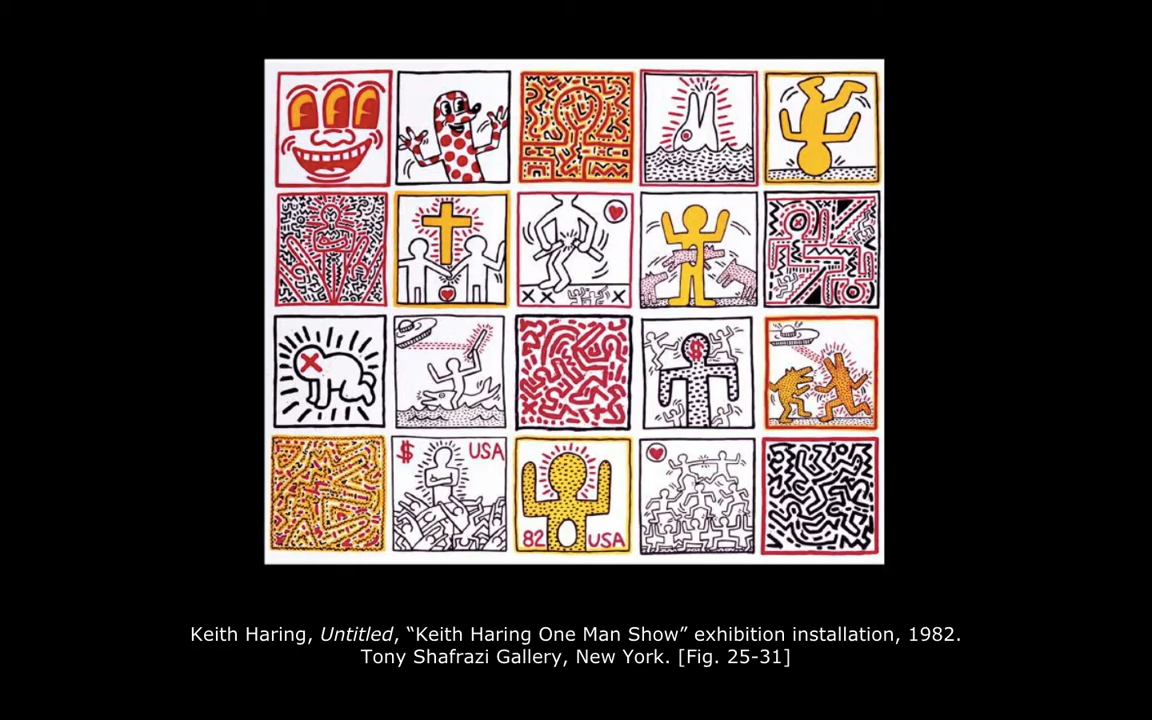 $ USA
82 USA
Keith Haring, Untitled, “Keith Haring One Man Show” exhibition installation, 1982.
Tony Shafrazi Gallery, New York. [Fig. 25-31]